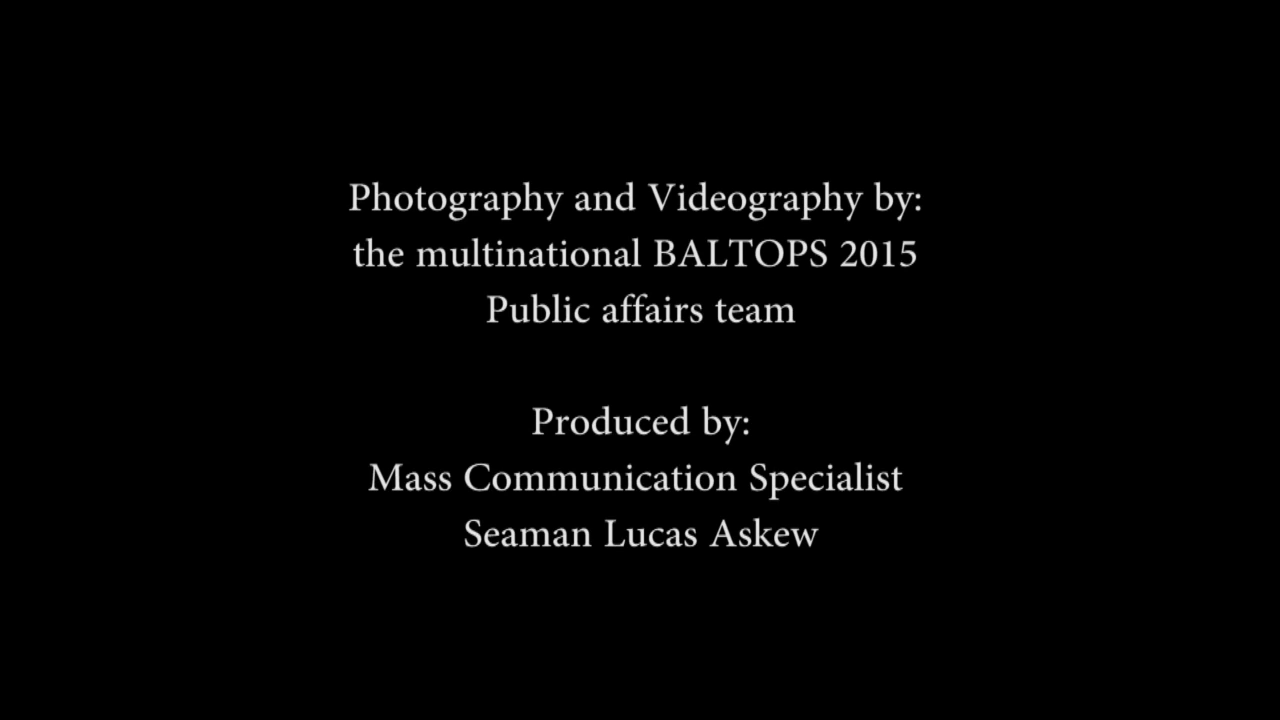 Photography and Videography by:
the multinational BALTOPS 2015
Public affairs team
Produced by:
Mass Communication Specialist
Seaman Lucas Askew